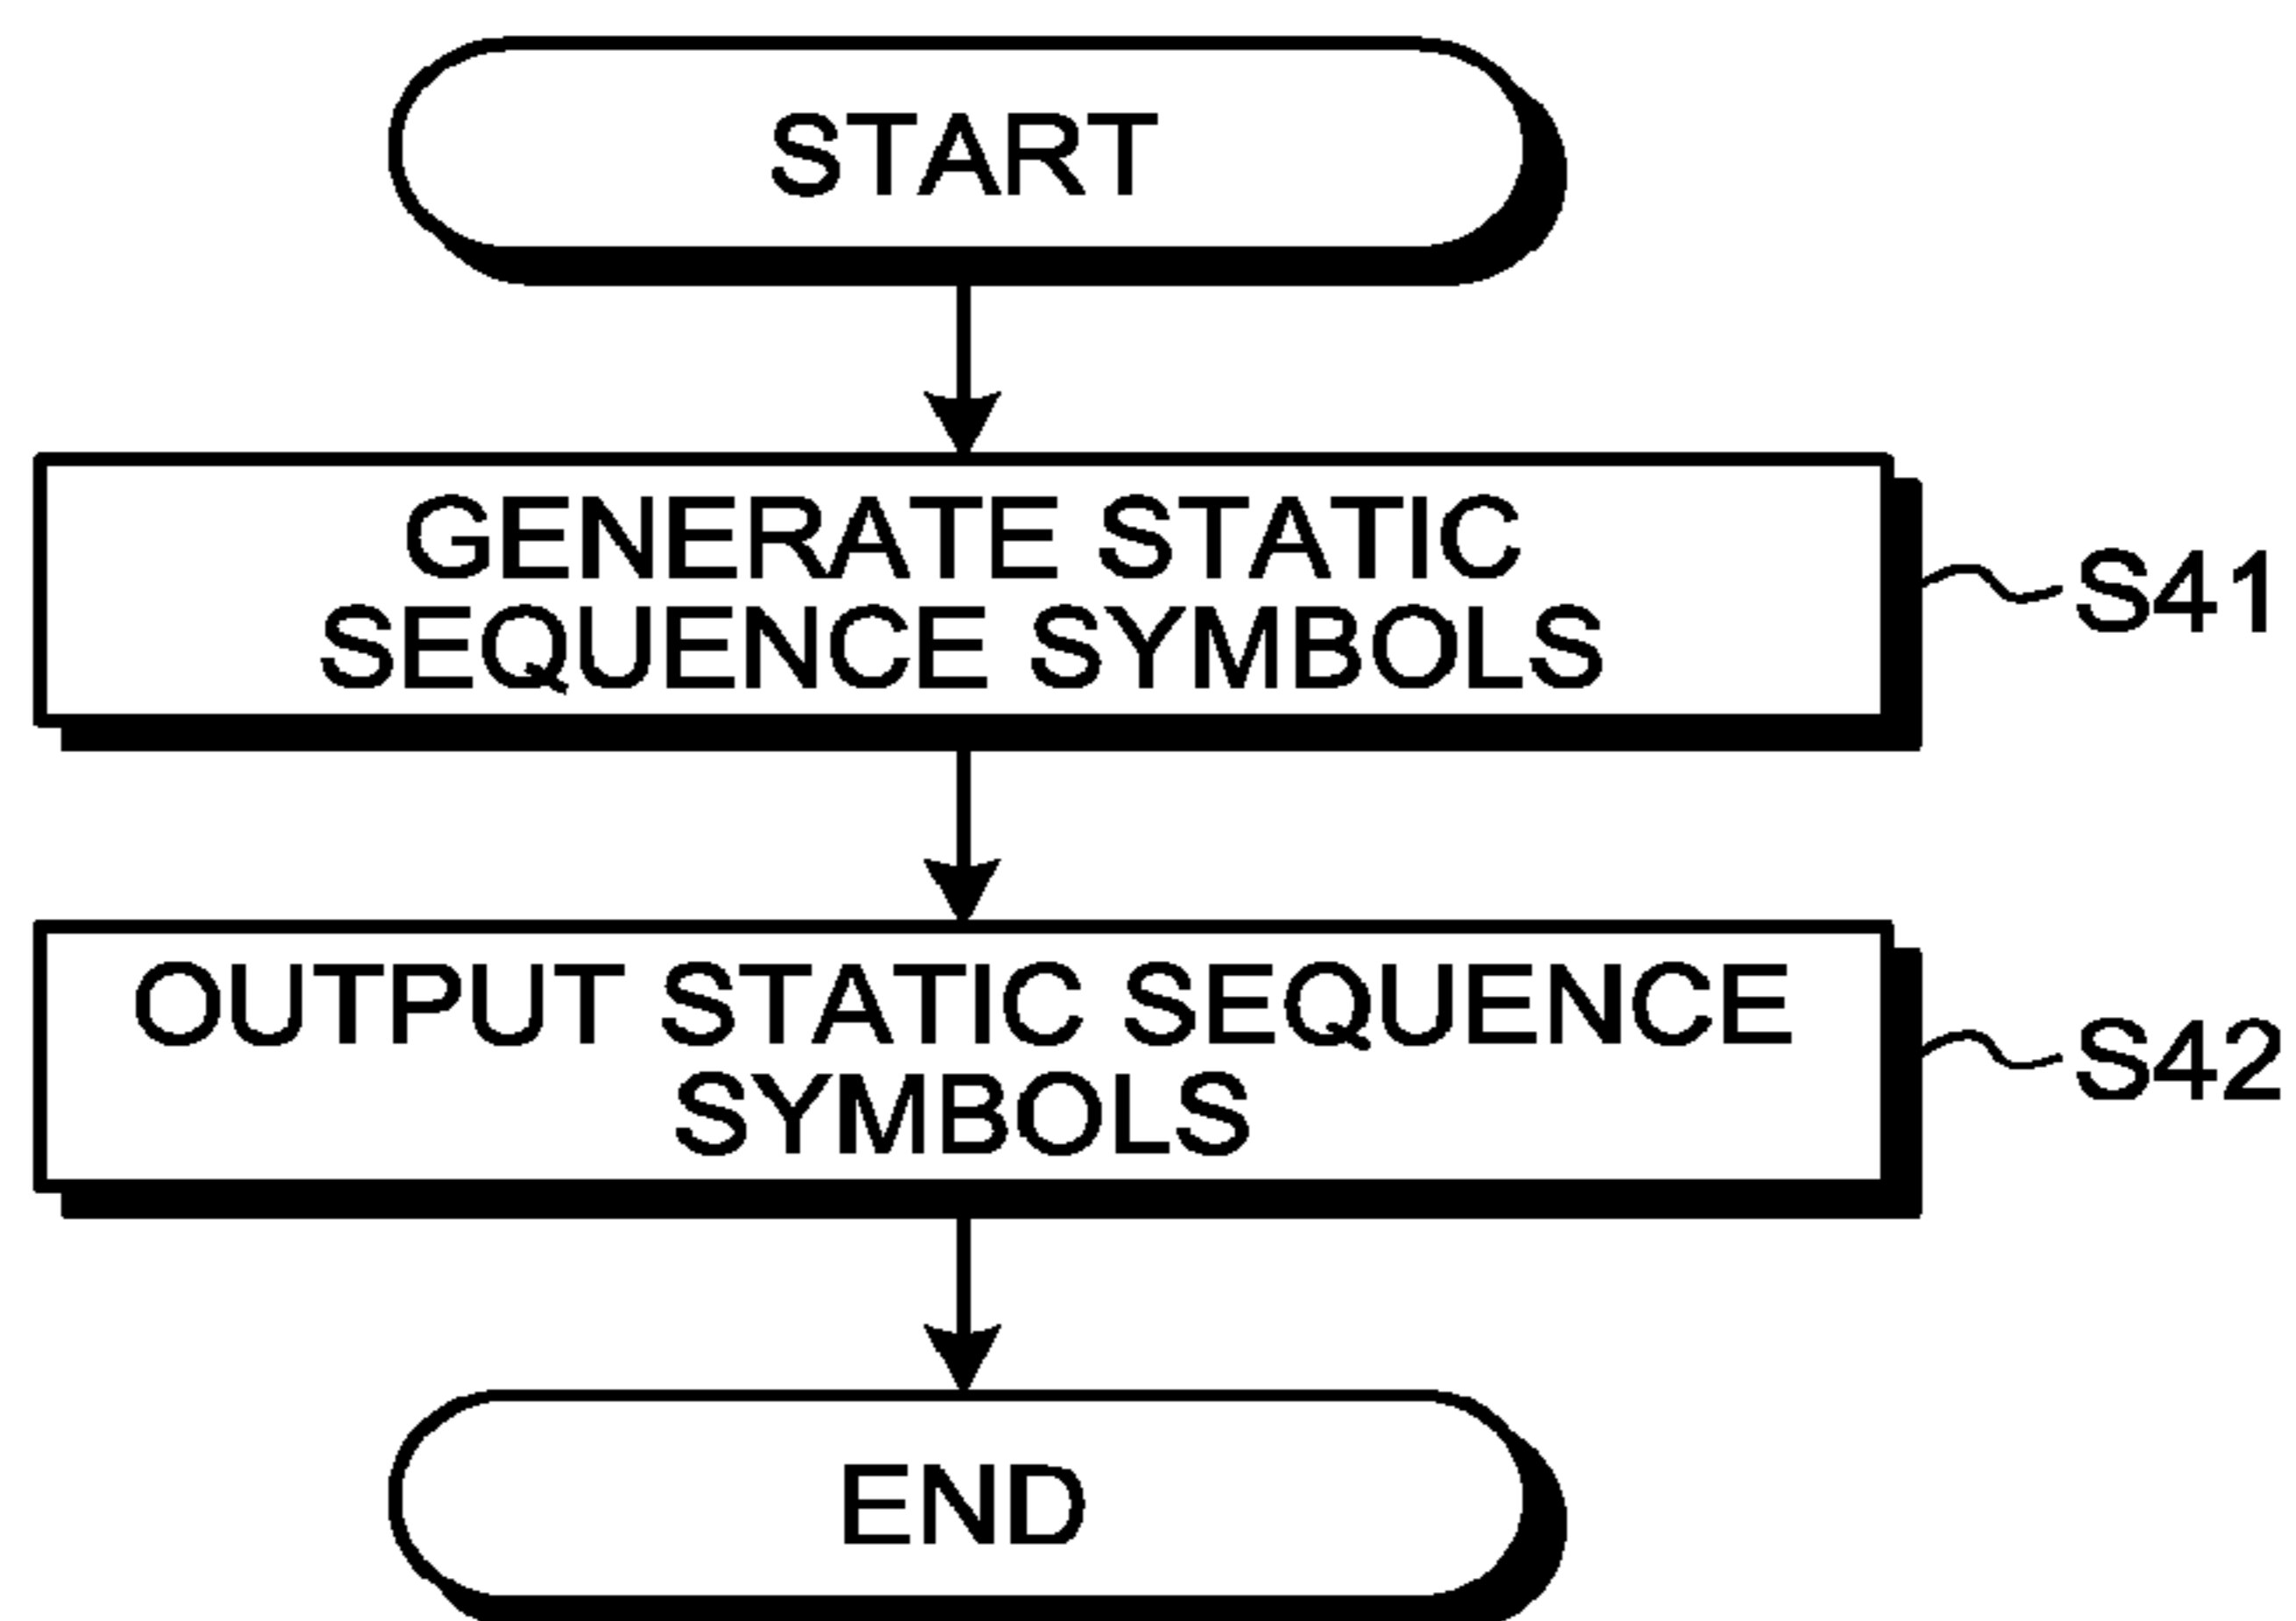 START
GENERATE STATIC
SEQUENCE SYMBOLS
S41
OUTPUT STATIC SEQUENCE
SYMBOLS
S42
END